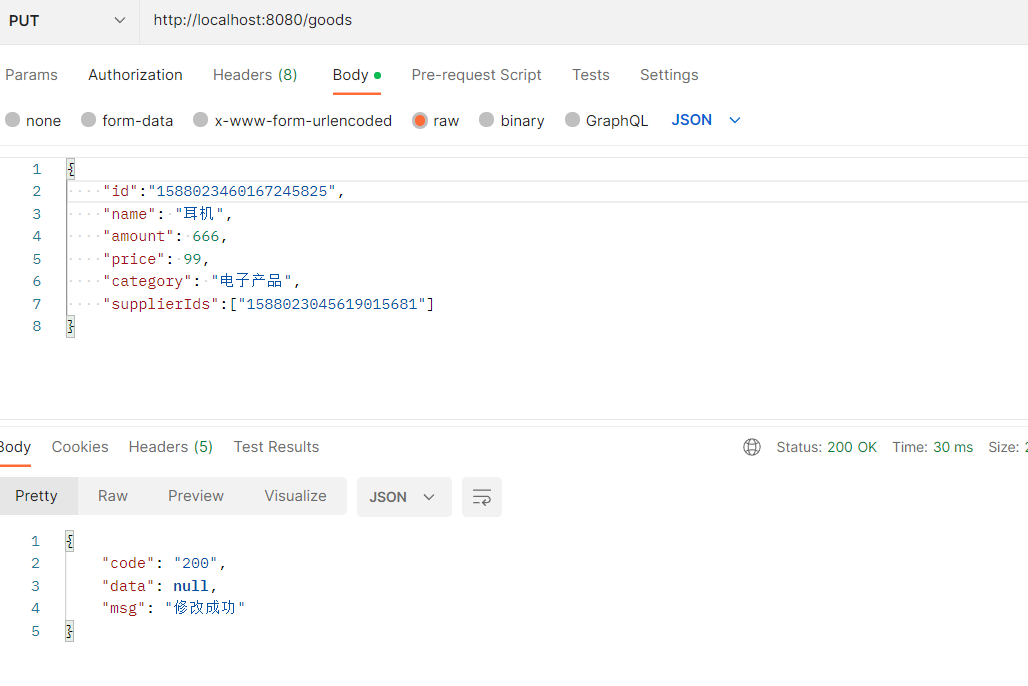 PUT http://localhost:8080/goods
Params Authorization Headers (8) Body Pre-request Script Tests Settings
none form-data x-www-form-urlencoded raw binary GraphQL JSON
1 {
2 "id":"1588023460167245825",
3 "name": "耳机",
4 "amount": 666,
5 "price": 99,
6 "category": "电子产品",
7 "supplierIds":["1588023045619015681"]
8 }
Body Cookies Headers (5) Test Results Status: 200 OK Time: 30 ms Size:
Pretty Raw Preview Visualize JSON
1 {
2 "code": "200",
3 "data": null,
4 "msg": "修改成功"
5 }